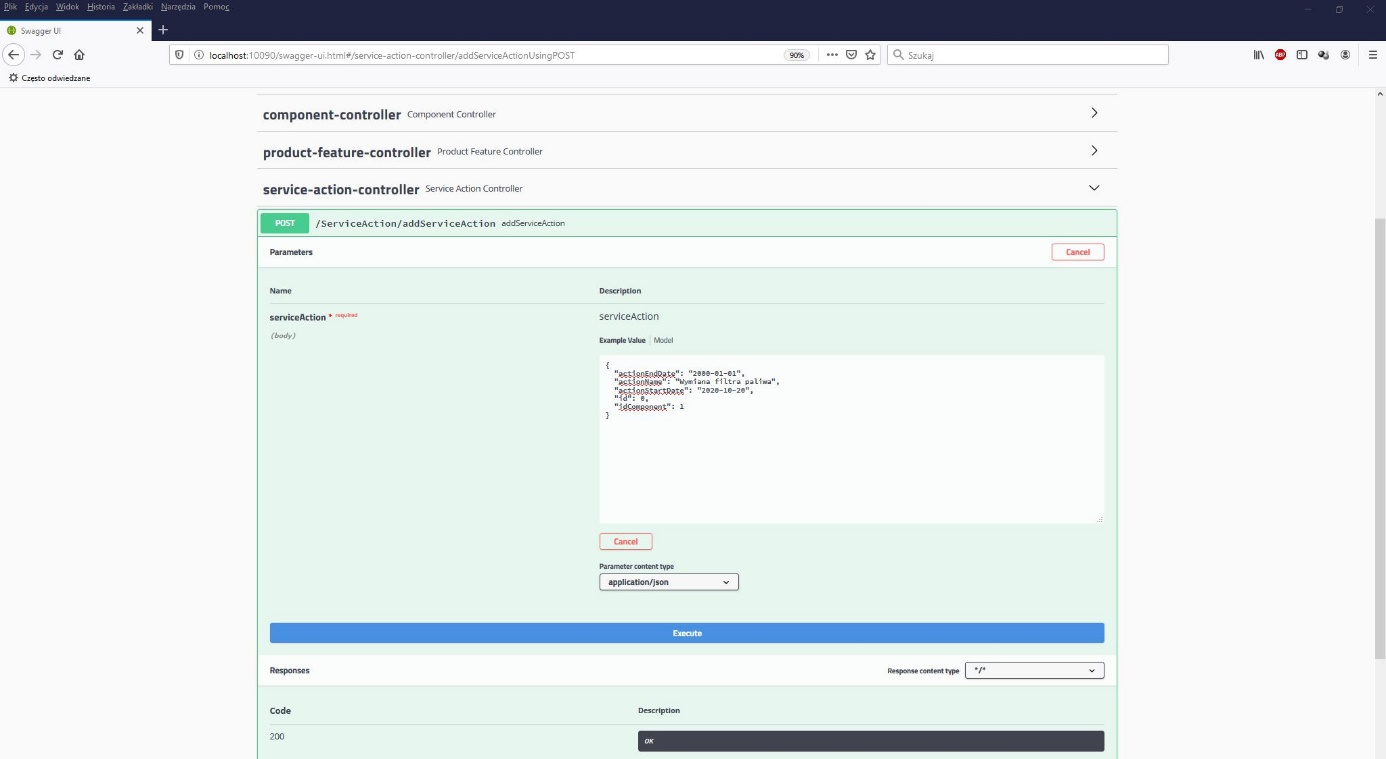 Plik Edycja Widok Historia Zakładki Narzędzia Pomoc
Swagger UI
localhost:10090/swagger-ui.html#/service-action-controller/addServiceActionUsingPOST
90%
Szukaj
ABP
Często odwiedzane
component-controller Component Controller
product-feature-controller Product Feature Controller
service-action-controller Service Action Controller
POST /ServiceAction/addServiceAction addServiceAction
Parameters Cancel
Name Description
serviceAction * required serviceAction
(body)
Example Value Model
{
"actionEndDate": "2000-01-01",
"actionName": "Wymiana filtra paliwa",
"actionStartDate": "2020-10-20",
"id": 0,
"idComponent": 1
}
Cancel
Parameter content type
application/json
Execute
Responses Response content type */*
Code Description
200 OK